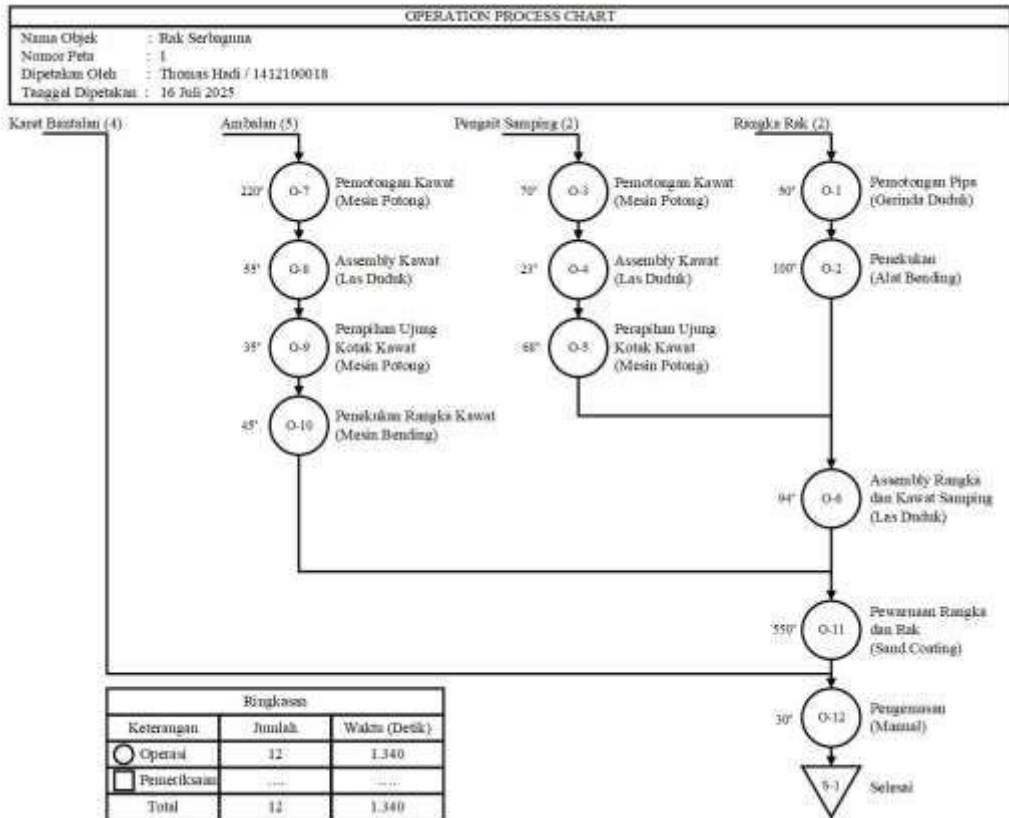 OPERATION PROCESS CHART
Nama Objek : Rak Serbaguna
Nomor Peta : 1
Dipetakan Oleh : Thomas Hadi / 1412100018
Tanggal Dipetakan : 16 Juli 2025
Karet Bantalan (4)
Ambalan (5)
Pengait Samping (2)
Rangka Rak (2)
220"
O-7
Pemotongan Kawat
(Mesin Potong)
70"
O-3
Pemotongan Kawat
(Mesin Potong)
50"
O-1
Pemotongan Pipa
(Gerinda Duduk)
55"
O-8
Assembly Kawat
(Las Duduk)
23"
O-4
Assembly Kawat
(Las Duduk)
100"
O-2
Penekukan
(Alat Bending)
35"
O-9
Perapihan Ujung
Kotak Kawat
(Mesin Potong)
68"
O-5
Perapihan Ujung
Kotak Kawat
(Mesin Potong)
45"
O-10
Penekukan Rangka Kawat
(Mesin Bending)
94"
O-6
Assembly Rangka
dan Kawat Samping
(Las Duduk)
550"
O-11
Pewarnaan Rangka
dan Rak
(Sand Coating)
30"
O-12
Pengemasan
(Manual)
S-1
Selesai
Ringkasan
Keterangan Jumlah Waktu (Detik)
Operasi 12 1.340
Pemeriksaan ..... .....
Total 12 1.340